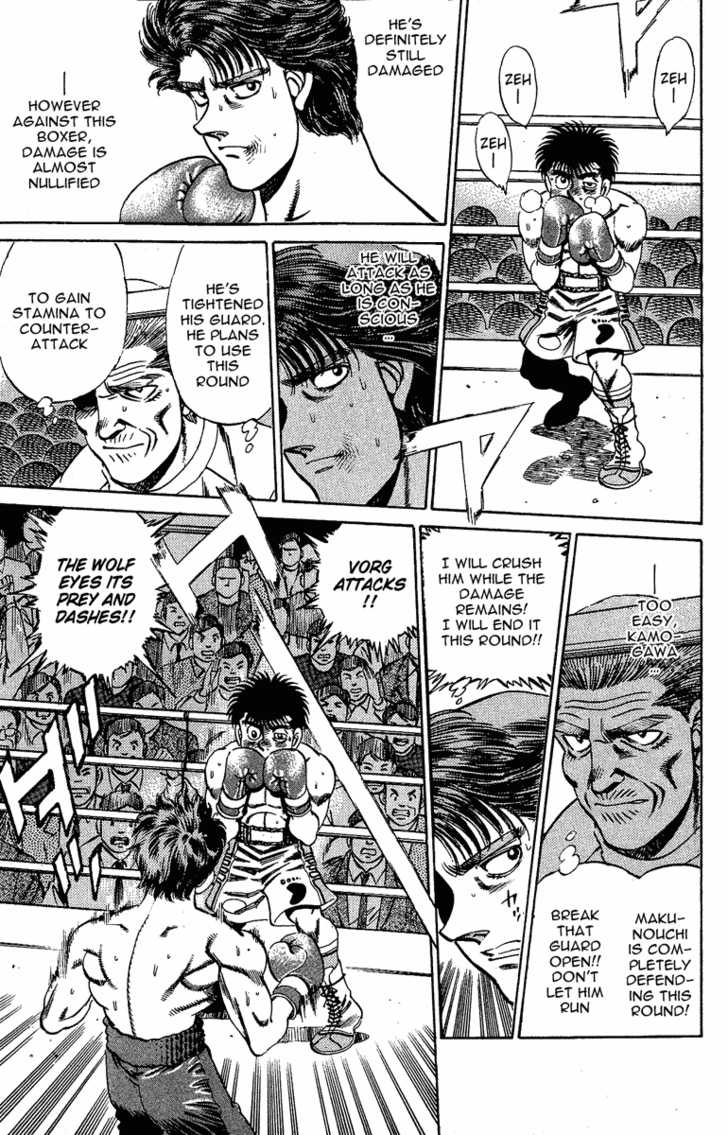 ZEH
ZEH
ZEH
HE'S
DEFINITELY
STILL
DAMAGED
HOWEVER
AGAINST THIS
BOXER,
DAMAGE IS
ALMOST
NULLIFIED
HE WILL
ATTACK AS
LONG AS HE
IS CON-
SCIOUS
...
HE'S
TIGHTENED
HIS GUARD.
HE PLANS
TO USE
THIS
ROUND
TO GAIN
STAMINA TO
COUNTER-
ATTACK
TOO
EASY,
KAMO-
GAWA
...
MAKU-
NOUCHI
IS COM-
PLETELY
DEFEND-
ING THIS
ROUND!
BREAK
THAT
GUARD
OPEN!!
DON'T
LET HIM
RUN
I WILL CRUSH
HIM WHILE THE
DAMAGE
REMAINS!
I WILL END IT
THIS ROUND!!
VORG
ATTACKS
!!
THE WOLF
EYES ITS
PREY AND
DASHES!!